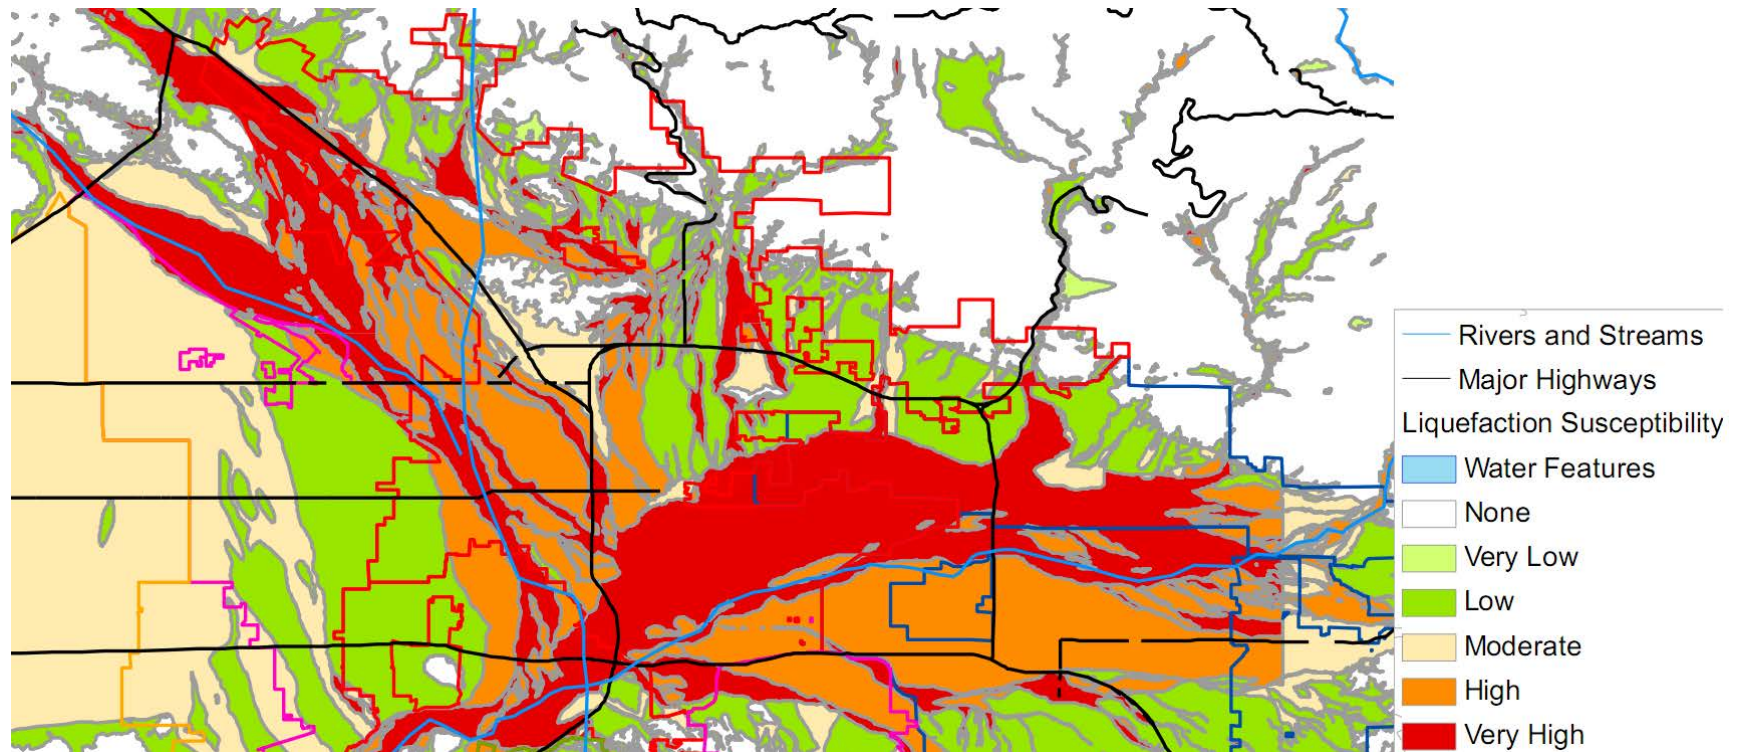 Rivers and Streams
Major Highways
Liquefaction Susceptibility
Water Features
None
Very Low
Low
Moderate
High
Very High